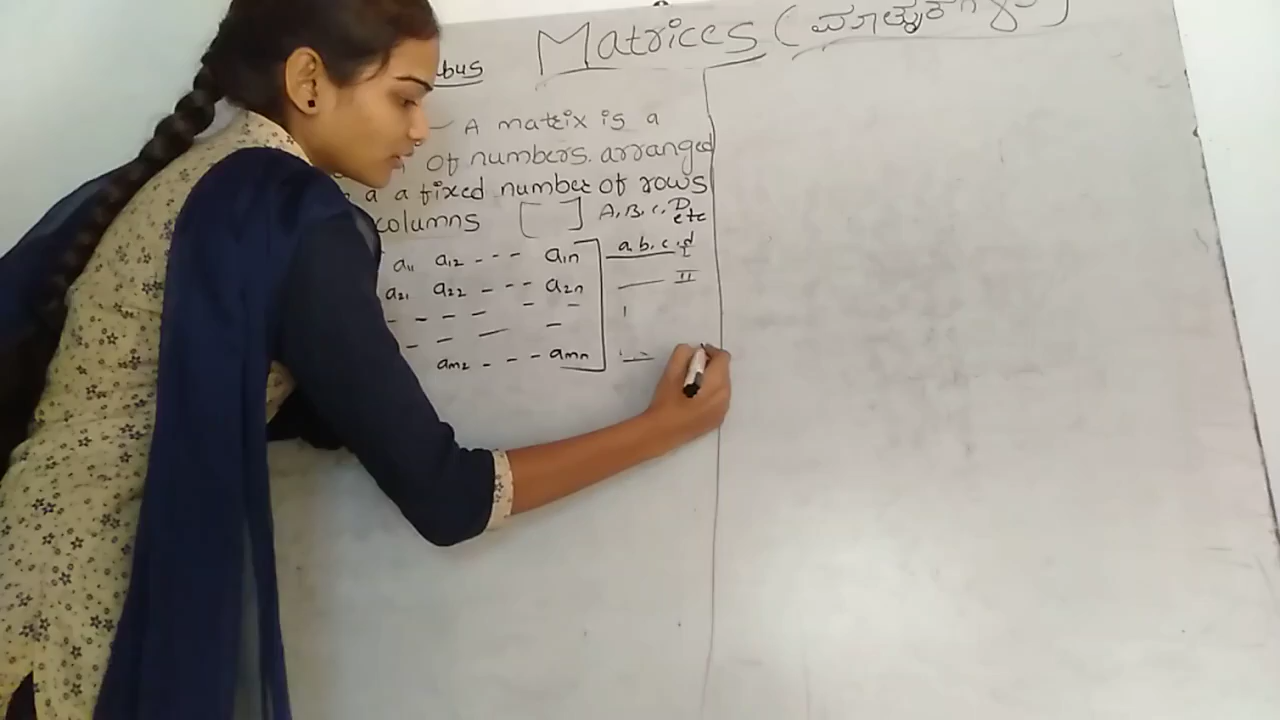 Matrices (ಮಾತೃಕೆಗಳು)
bus
- A matrix is a
of numbers. arranged
a a fixed number of rows
columns [ ] A, B, C, D etc
a11 a12 - - - a1n a, b, c, d I
a21 a22 - - - a2n — II
- - - - - -
- - — -
am2 - - - amn